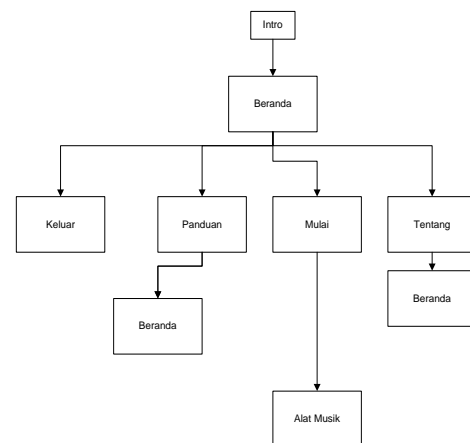 Intro
Beranda
Keluar
Panduan
Mulai
Tentang
Beranda
Beranda
Alat Musik